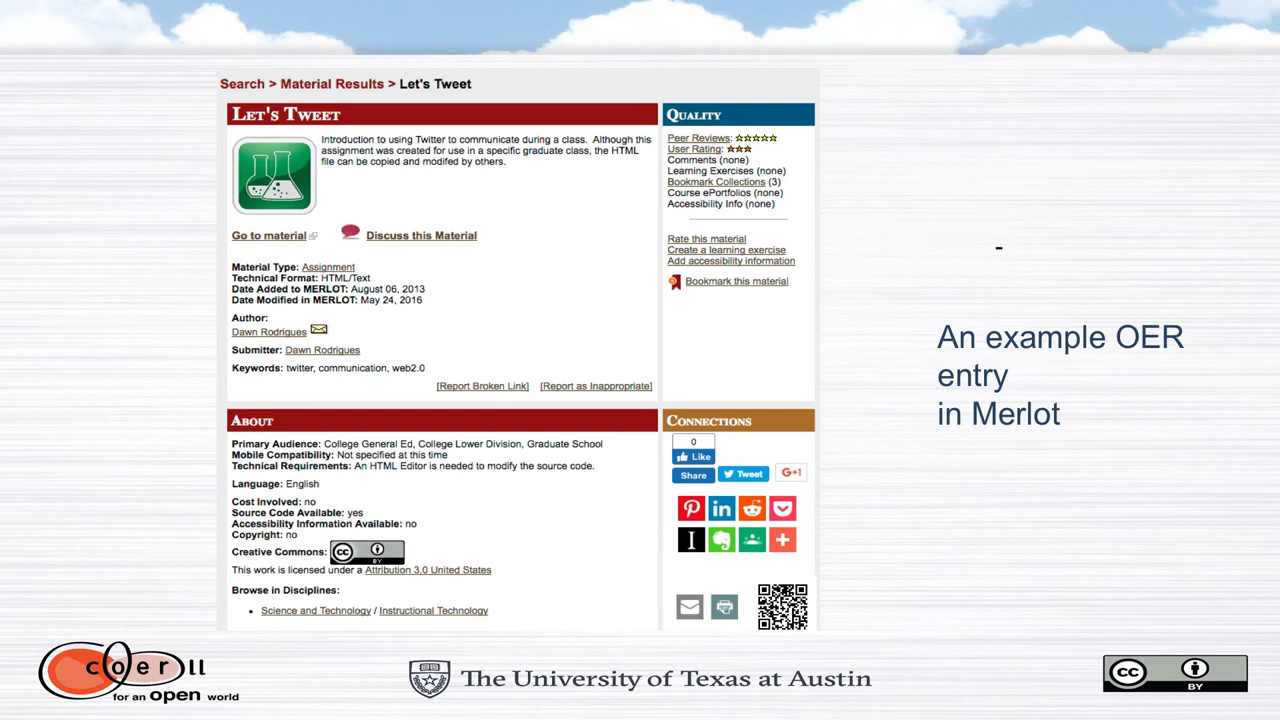 Search > Material Results > Let's Tweet
Let's Tweet
Introduction to using Twitter to communicate during a class. Although this
assignment was created for use in a specific graduate class, the HTML
file can be copied and modifed by others.
Go to material
Discuss this Material
Material Type: Assignment
Technical Format: HTML/Text
Date Added to MERLOT: August 06, 2013
Date Modified in MERLOT: May 24, 2016
Author:
Dawn Rodrigues
Submitter: Dawn Rodrigues
Keywords: twitter, communication, web2.0
[Report Broken Link] [Report as Inappropriate]
Quality
Peer Reviews:
User Rating:
Comments (none)
Learning Exercises (none)
Bookmark Collections (3)
Course ePortfolios (none)
Accessibility Info (none)
Rate this material
Create a learning exercise
Add accessibility information
Bookmark this material
About
Primary Audience: College General Ed, College Lower Division, Graduate School
Mobile Compatibility: Not specified at this time
Technical Requirements: An HTML Editor is needed to modify the source code.
Language: English
Cost Involved: no
Source Code Available: yes
Accessibility Information Available: no
Copyright: no
Creative Commons: cc BY
This work is licensed under a Attribution 3.0 United States
Browse in Disciplines:
• Science and Technology / Instructional Technology
Connections
0
Like
Share Tweet G+1
in
I
-
An example OER
entry
in Merlot
coerll
for an open world
The University of Texas at Austin
cc BY